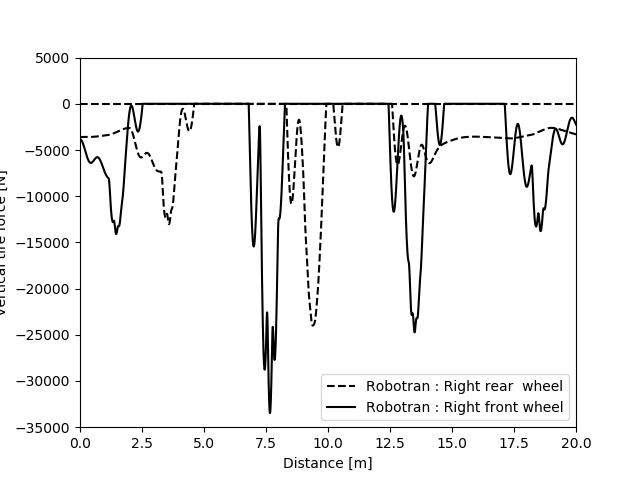 5000
0
−5000
−10000
−15000
−20000
−25000
−30000
−35000
Vertical tire force [N]
0.0 2.5 5.0 7.5 10.0 12.5 15.0 17.5 20.0
Distance [m]
Robotran : Right rear  wheel
Robotran : Right front wheel